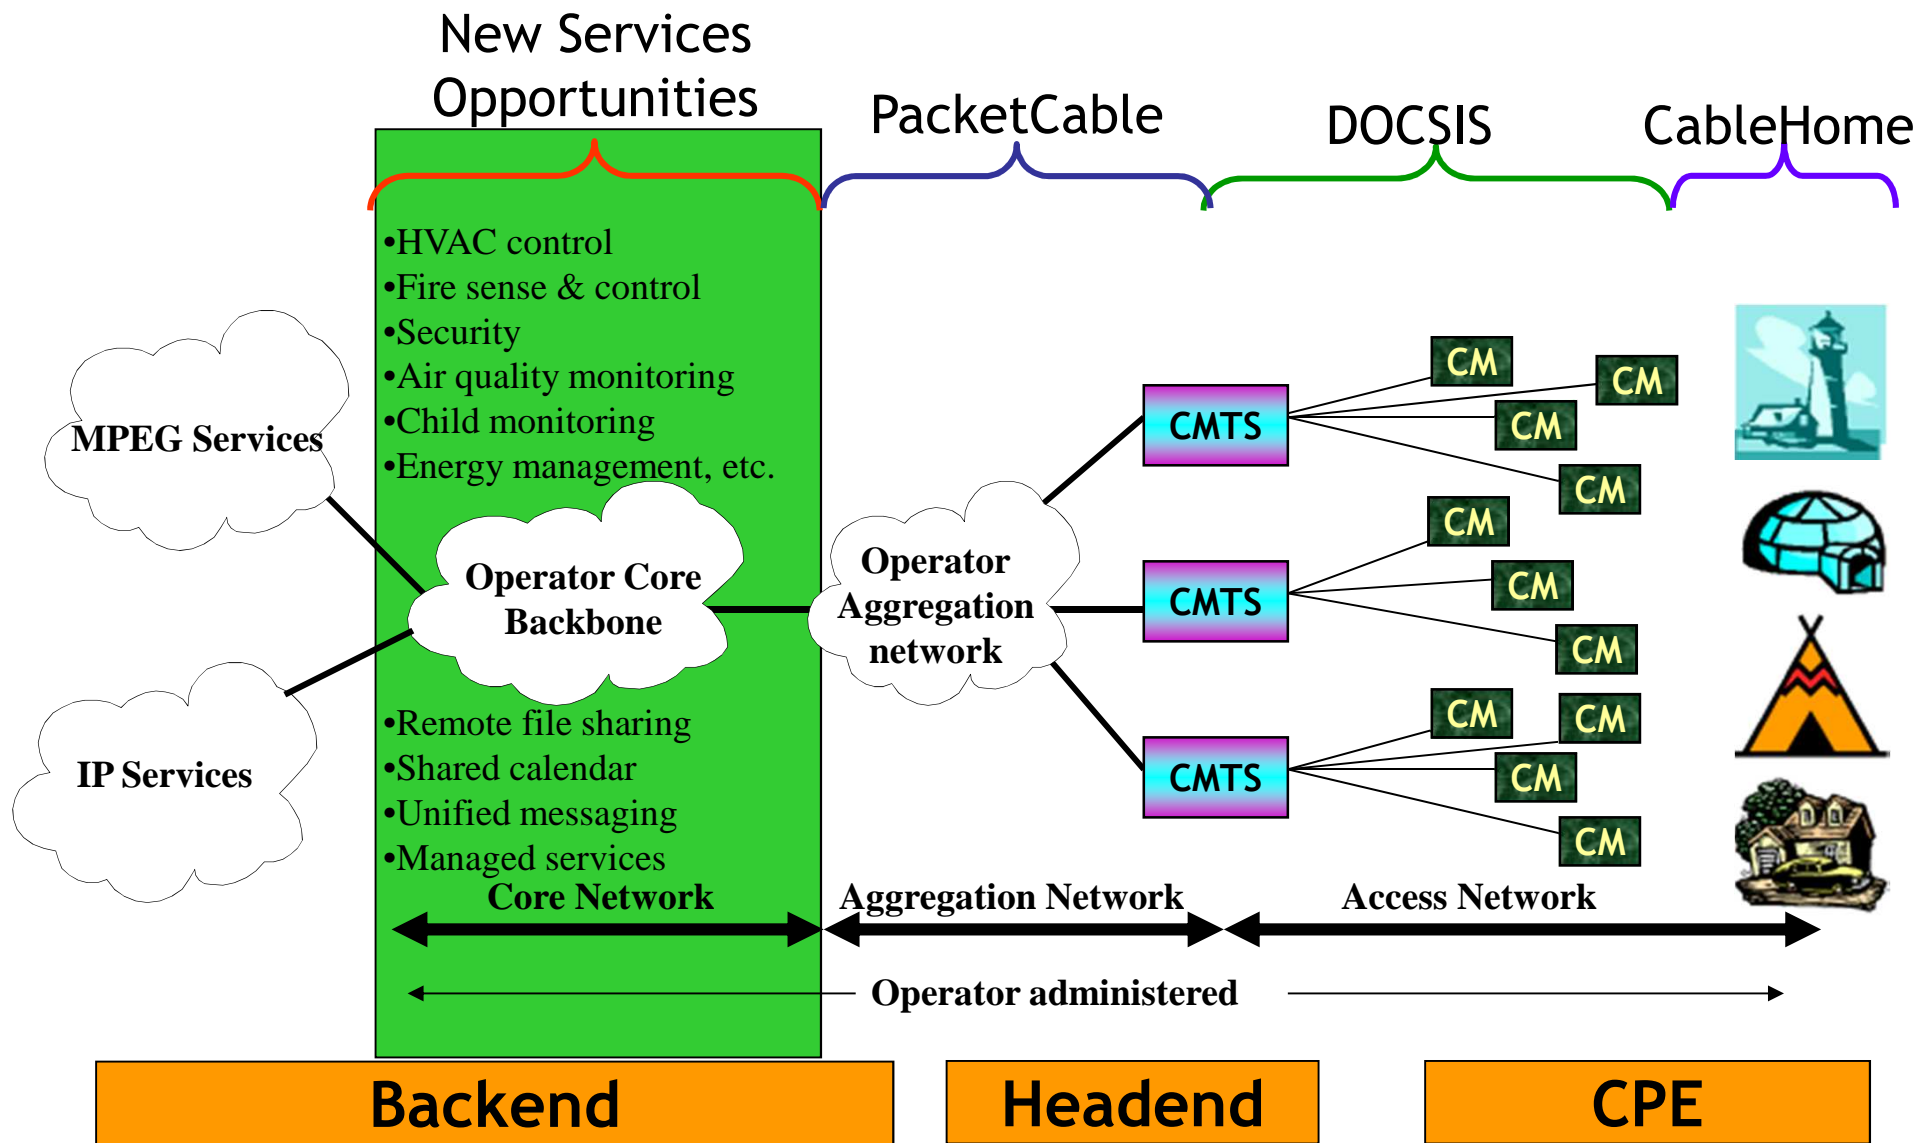 New Services
Opportunities
PacketCable
DOCSIS
CableHome
•HVAC control
•Fire sense & control
•Security
•Air quality monitoring
•Child monitoring
•Energy management, etc.
MPEG Services
Operator Core
Backbone
IP Services
•Remote file sharing
•Shared calendar
•Unified messaging
•Managed services
Operator
Aggregation
network
CMTS
CM
CM
CM
CM
CMTS
CM
CM
CM
CMTS
CM
CM
CM
CM
Core Network
Aggregation Network
Access Network
Operator administered
Backend
Headend
CPE